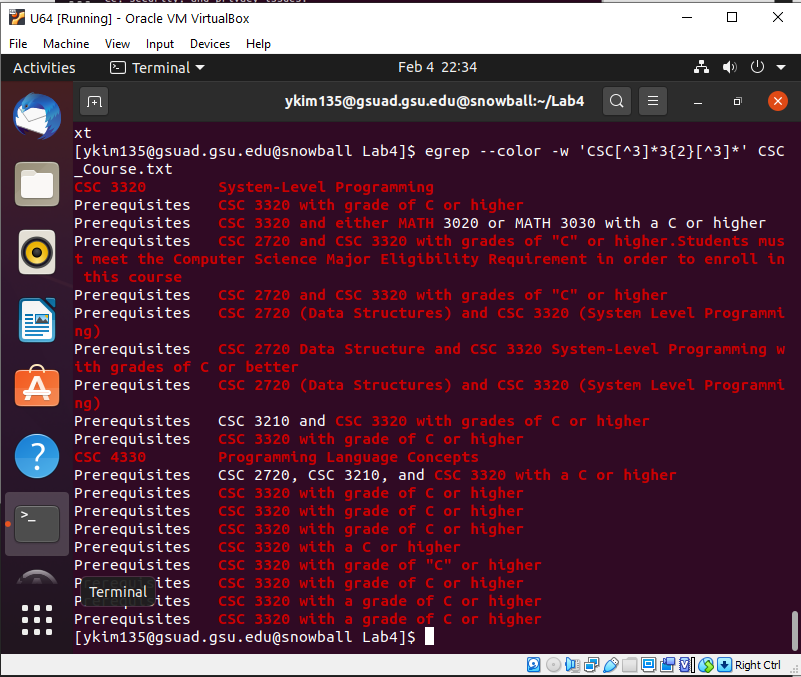 U64 [Running] - Oracle VM VirtualBox
File Machine View Input Devices Help
Activities Terminal Feb 4 22:34
ykim135@gsuad.gsu.edu@snowball:~/Lab4
xt
[ykim135@gsuad.gsu.edu@snowball Lab4]$ egrep --color -w 'CSC[^3]*3{2}[^3]*' CSC
_Course.txt
CSC 3320 System-Level Programming
Prerequisites CSC 3320 with grade of C or higher
Prerequisites CSC 3320 and either MATH 3020 or MATH 3030 with a C or higher
Prerequisites CSC 2720 and CSC 3320 with grades of "C" or higher.Students mus
t meet the Computer Science Major Eligibility Requirement in order to enroll in
this course
Prerequisites CSC 2720 and CSC 3320 with grades of "C" or higher
Prerequisites CSC 2720 (Data Structures) and CSC 3320 (System Level Programmi
ng)
Prerequisites CSC 2720 Data Structure and CSC 3320 System-Level Programming w
ith grades of C or better
Prerequisites CSC 2720 (Data Structures) and CSC 3320 (System Level Programmi
ng)
Prerequisites CSC 3210 and CSC 3320 with grades of C or higher
Prerequisites CSC 3320 with grade of C or higher
CSC 4330 Programming Language Concepts
Prerequisites CSC 2720, CSC 3210, and CSC 3320 with a C or higher
Prerequisites CSC 3320 with grade of C or higher
Prerequisites CSC 3320 with grade of C or higher
Prerequisites CSC 3320 with grade of C or higher
Prerequisites CSC 3320 with a C or higher
Prerequisites CSC 3320 with grade of "C" or higher
CSC 3320 with grade of C or higher
Terminal
CSC 3320 with a grade of C or higher
Prerequisites CSC 3320 with a grade of C or higher
[ykim135@gsuad.gsu.edu@snowball Lab4]$
Right Ctrl